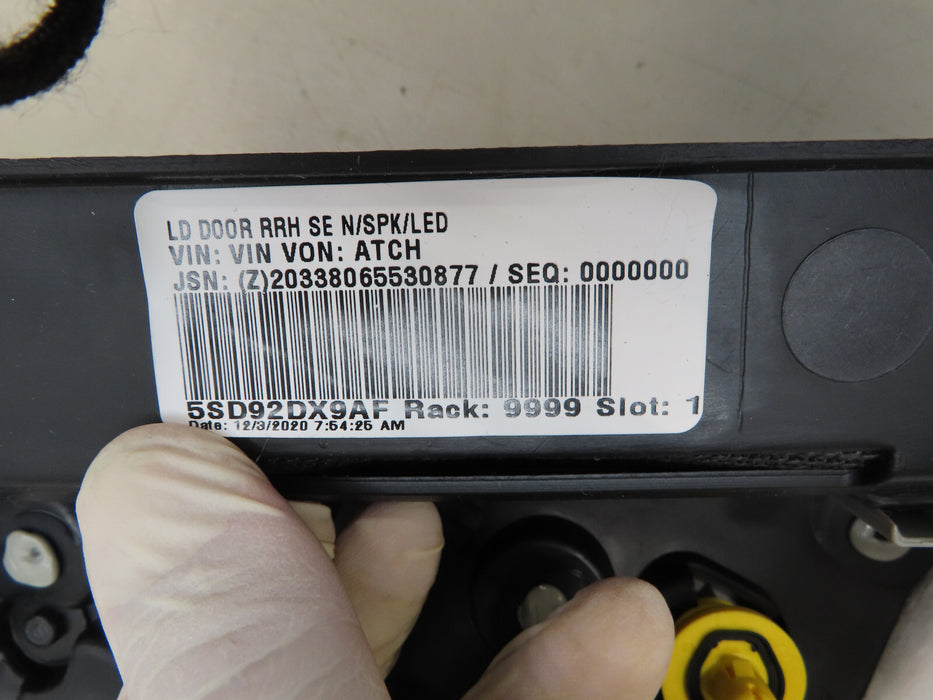 LD DOOR RRH SE N/SPK/LED
VIN: VIN VON: ATCH
JSN: (Z)20338065530877 / SEQ: 0000000
5SD92DX9AF Rack: 9999 Slot: 1
Date: 12/3/2020 7:54:25 AM